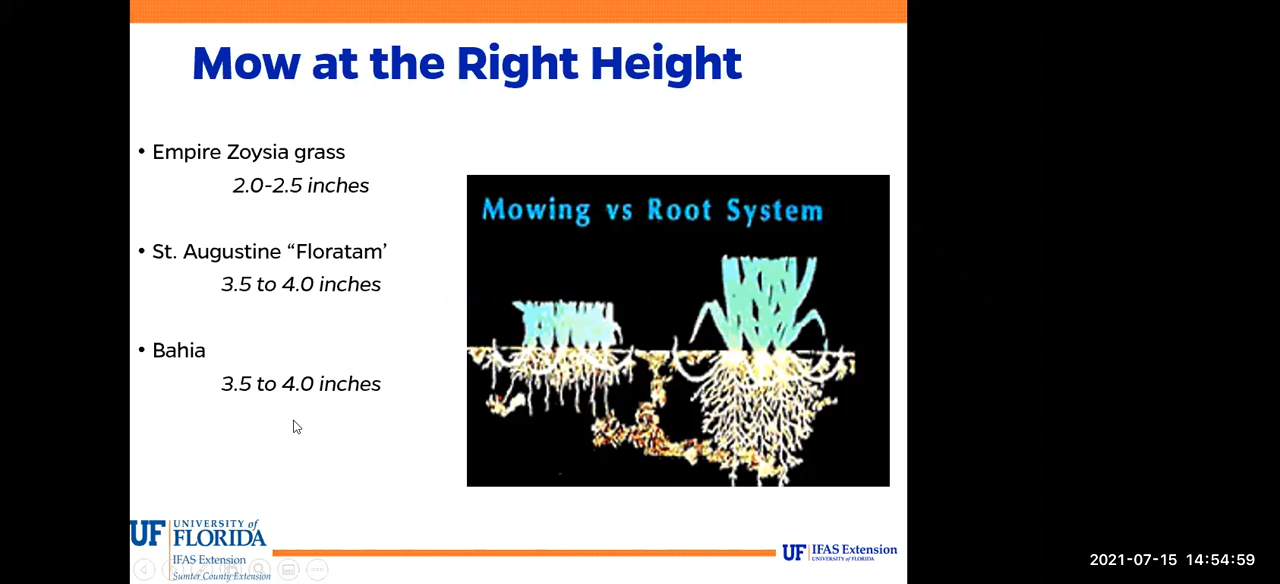 Mow at the Right Height
• Empire Zoysia grass
2.0-2.5 inches
• St. Augustine “Floratam’
3.5 to 4.0 inches
• Bahia
3.5 to 4.0 inches
Mowing vs Root System
UF UNIVERSITY of
FLORIDA
IFAS Extension
Sumter County Extension
UF IFAS Extension
UNIVERSITY of FLORIDA
2021-07-15 14:54:59